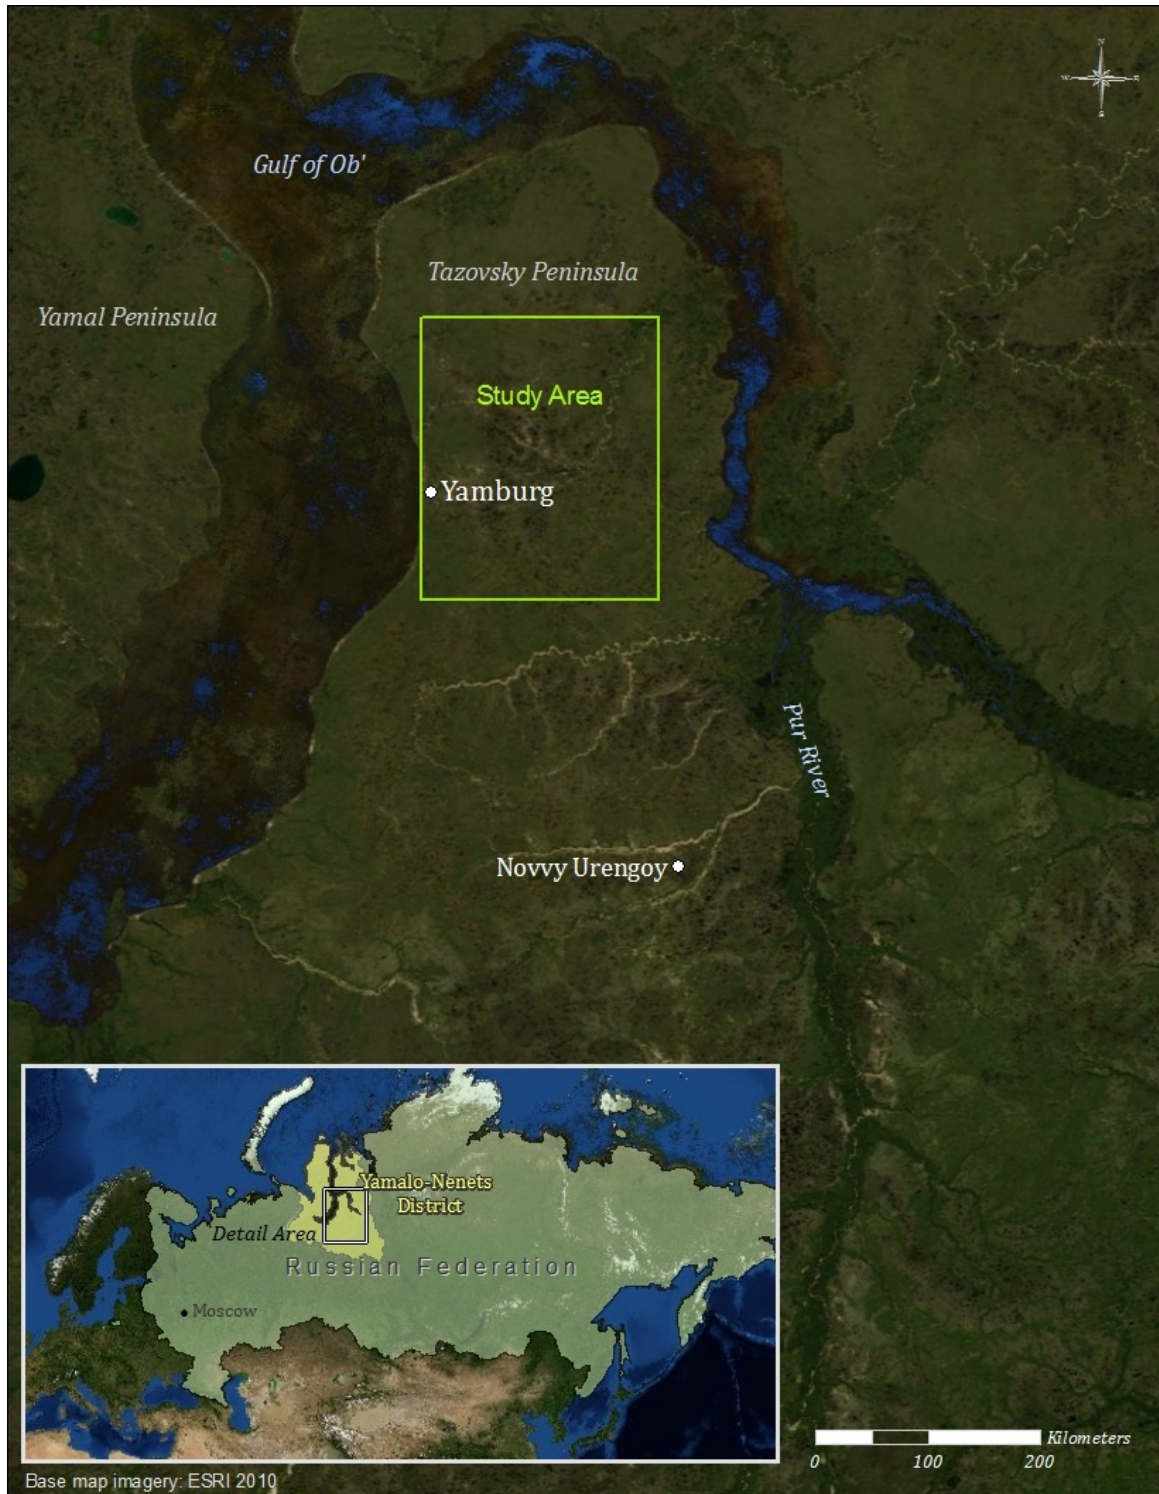 N
W
E
S
Gulf of Ob'
Tazovsky Peninsula
Yamal Peninsula
Study Area
Yamburg
Pur River
Novvy Urengoy
Yamalo-Nenets
District
Detail Area
Russian Federation
Moscow
Kilometers
0 100 200
Base map imagery: ESRI 2010